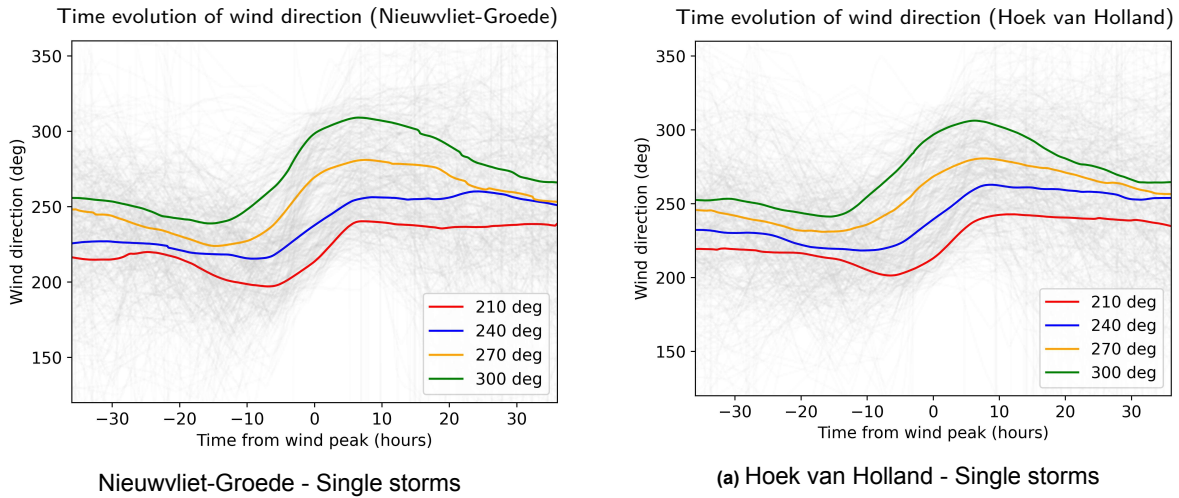 Time evolution of wind direction (Nieuwvliet-Groede)
350
300
250
200
150
Wind direction (deg)
210 deg
240 deg
270 deg
300 deg
−30 −20 −10 0 10 20 30
Time from wind peak (hours)
Nieuwvliet-Groede - Single storms
Time evolution of wind direction (Hoek van Holland)
350
300
250
200
150
Wind direction (deg)
210 deg
240 deg
270 deg
300 deg
−30 −20 −10 0 10 20 30
Time from wind peak (hours)
(a) Hoek van Holland - Single storms